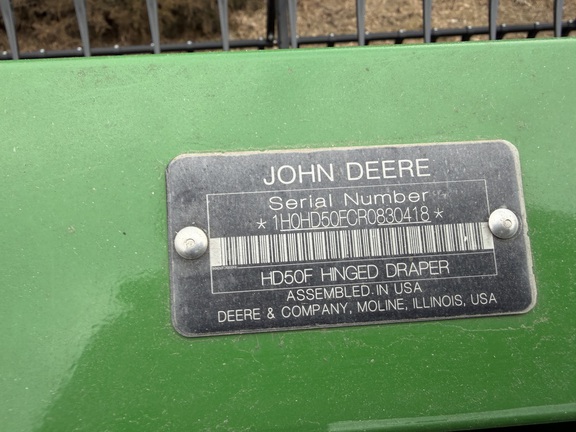 JOHN DEERE
Serial Number
*1H0HD50FCR0830418*
HD50F HINGED DRAPER
ASSEMBLED IN USA
DEERE & COMPANY, MOLINE, ILLINOIS, USA